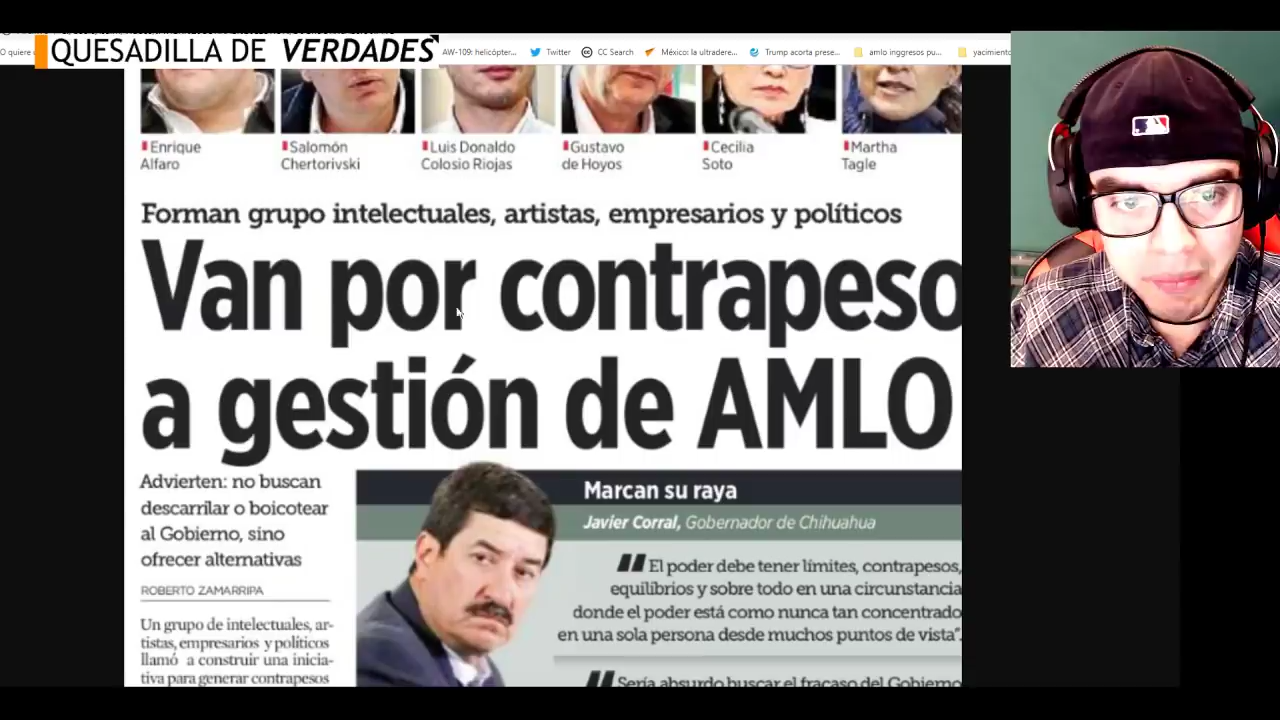 QUESADILLA DE VERDADES
O quiere
AW-109: helicópter...
Twitter
CC Search
México: la ultradere...
Trump acorta prese...
amlo inggresos pu...
yacimiento
Enrique
Alfaro
Salomón
Chertorivski
Luis Donaldo
Colosio Riojas
Gustavo
de Hoyos
Cecilia
Soto
Martha
Tagle
Forman grupo intelectuales, artistas, empresarios y políticos
Van por contrapeso
a gestión de AMLO
Advierten: no buscan
descarrilar o boicotear
al Gobierno, sino
ofrecer alternativas
ROBERTO ZAMARRIPA
Un grupo de intelectuales, ar-
tistas, empresarios y políticos
llamó a construir una inicia-
tiva para generar contrapesos
Marcan su raya
Javier Corral, Gobernador de Chihuahua
"El poder debe tener límites, contrapesos,
equilibrios y sobre todo en una circunstancia
donde el poder está como nunca tan concentrado
en una sola persona desde muchos puntos de vista".
"Sería absurdo buscar el fracaso del Gobierno